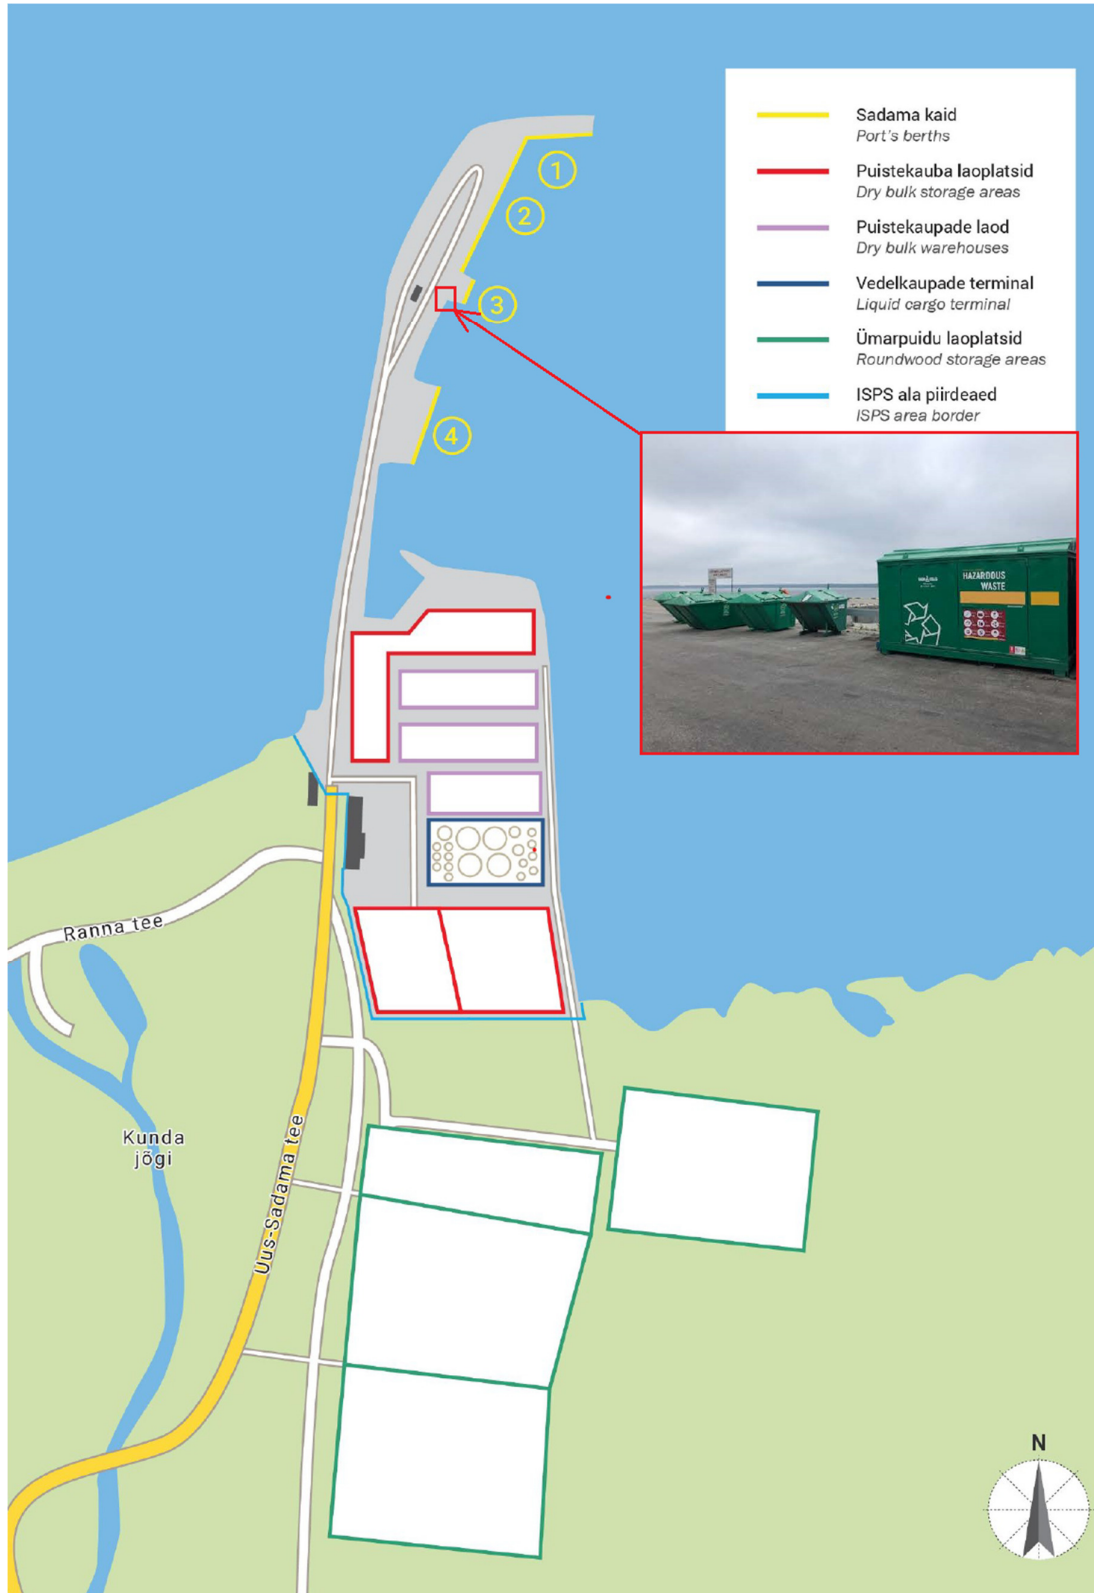 Sadama kaid
Port's berths
Puistekauba laoplatsid
Dry bulk storage areas
Puistekaupade laod
Dry bulk warehouses
Vedelkaupade terminal
Liquid cargo terminal
Ümarpuidu laoplatsid
Roundwood storage areas
ISPS ala piirdeaed
ISPS area border
1
2
3
4
HAZARDOUS
WASTE
Ranna tee
Kunda
jõgi
Uus-Sadama tee
N